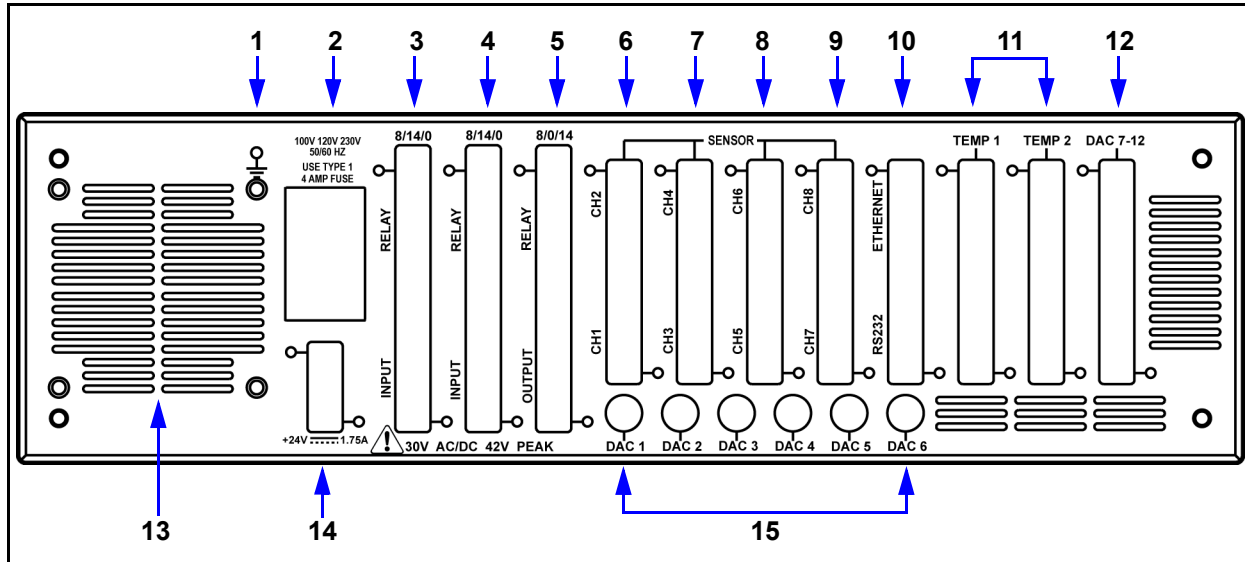 1 2 3 4 5 6 7 8 9 10 11 12
100V 120V 230V
50/60 HZ
USE TYPE 1
4 AMP FUSE
8/14/0
8/14/0
8/0/14
SENSOR
TEMP 1
TEMP 2
DAC 7-12
RELAY
INPUT
RELAY
INPUT
RELAY
OUTPUT
CH2
CH1
CH4
CH3
CH6
CH5
CH8
CH7
ETHERNET
RS232
+24V 1.75A
30V AC/DC 42V PEAK
DAC 1
DAC 2
DAC 3
DAC 4
DAC 5
DAC 6
13 14 15